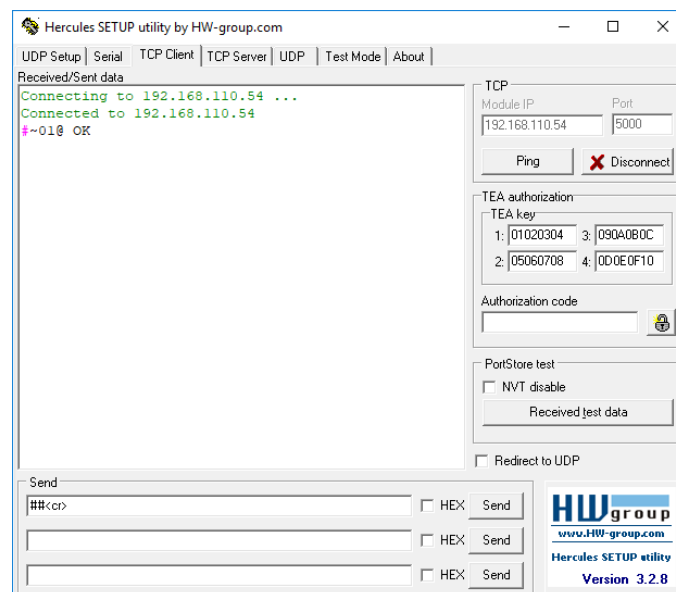 Hercules SETUP utility by HW-group.com
UDP Setup Serial TCP Client TCP Server UDP Test Mode About
Received/Sent data
Connecting to 192.168.110.54 ...
Connected to 192.168.110.54
#~01@ OK
TCP
Module IP Port
192.168.110.54 5000
Ping Disconnect
TEA authorization
TEA key
1: 01020304 3: 090A0B0C
2: 05060708 4: 0D0E0F10
Authorization code
PortStore test
NVT disable
Received test data
Redirect to UDP
Send
##<cr> HEX Send
HEX Send
HEX Send
HW group
www.HW-group.com
Hercules SETUP utility
Version 3.2.8